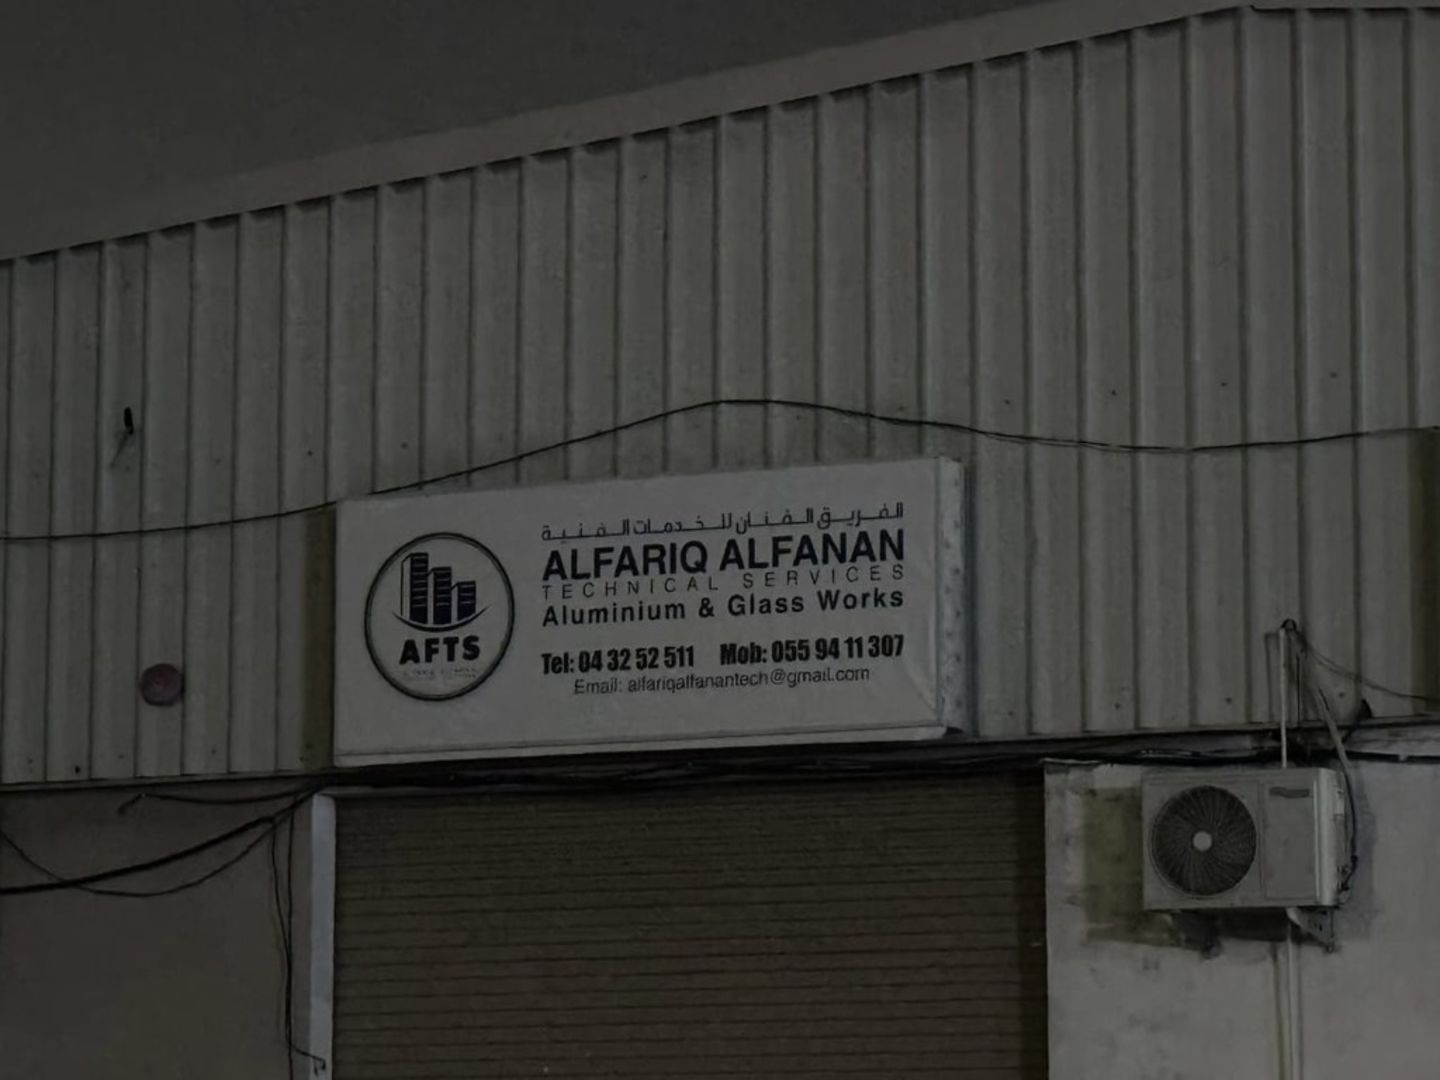 الفريق الفنان للخدمات الفنية
ALFARIQ ALFANAN
TECHNICAL SERVICES
Aluminium & Glass Works
Tel: 04 32 52 511 Mob: 055 94 11 307
Email: alfariqalfanantech@gmail.com
AFTS